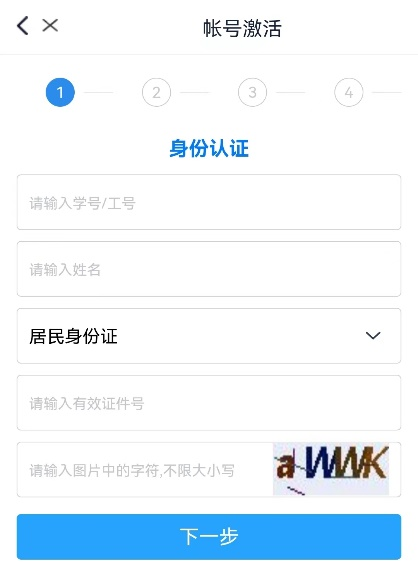 帐号激活
1 2 3 4
身份认证
请输入学号/工号
请输入姓名
居民身份证
请输入有效证件号
请输入图片中的字符,不限大小写
下一步